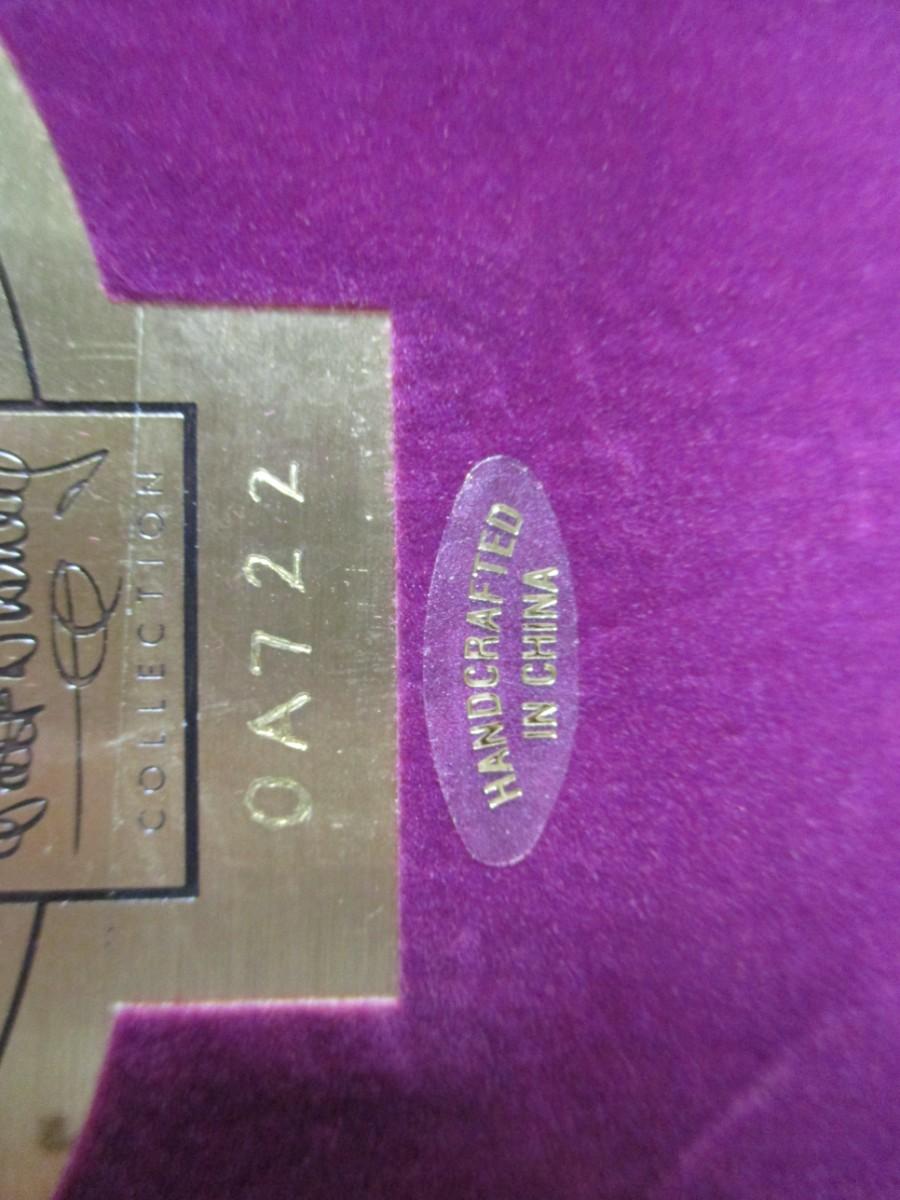 COLLECTION
0A722
HANDCRAFTED
IN CHINA